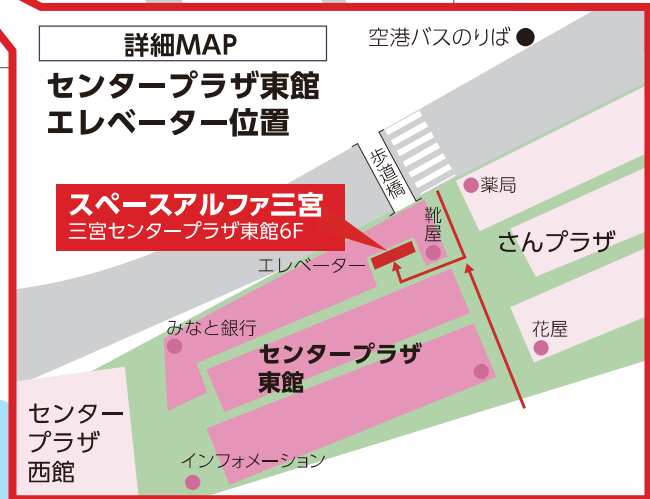 詳細MAP
センタープラザ東館
エレベーター位置
空港バスのりば
歩道橋
スペースアルファ三宮
三宮センタープラザ東館6F
靴屋
薬局
さんプラザ
エレベーター
みなと銀行
花屋
センタープラザ
東館
センター
プラザ
西館
インフォメーション